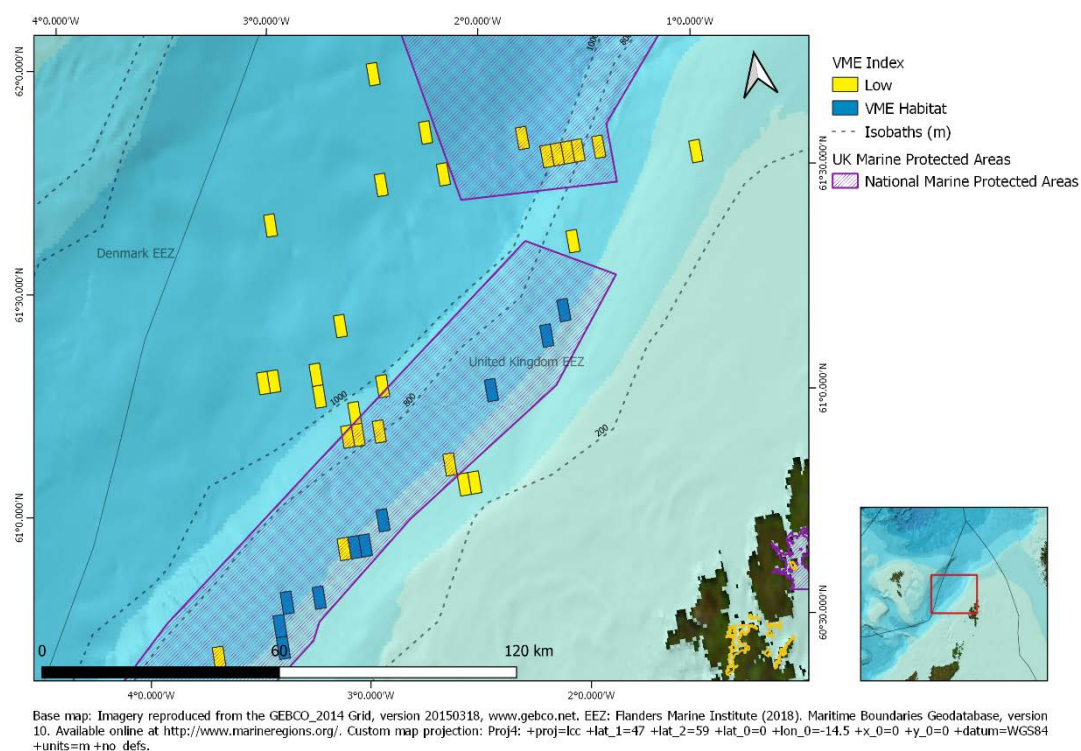 4°0.000'W
3°0.000'W
2°0.000'W
1°0.000'W
62°0.000'N
61°30.000'N
61°0.000'N
61°30.000'N
61°0.000'N
60°30.000'N
1000
800
Denmark EEZ
United Kingdom EEZ
1000
800
200
0
60
120 km
4°0.000'W
3°0.000'W
2°0.000'W
VME Index
Low
VME Habitat
Isobaths (m)
UK Marine Protected Areas
National Marine Protected Areas
Base map: Imagery reproduced from the GEBCO_2014 Grid, version 20150318, www.gebco.net. EEZ: Flanders Marine Institute (2018). Maritime Boundaries Geodatabase, version
10. Available online at http://www.marineregions.org/. Custom map projection: Proj4: +proj=lcc +lat_1=47 +lat_2=59 +lat_0=0 +lon_0=-14.5 +x_0=0 +y_0=0 +datum=WGS84
+units=m +no_defs.